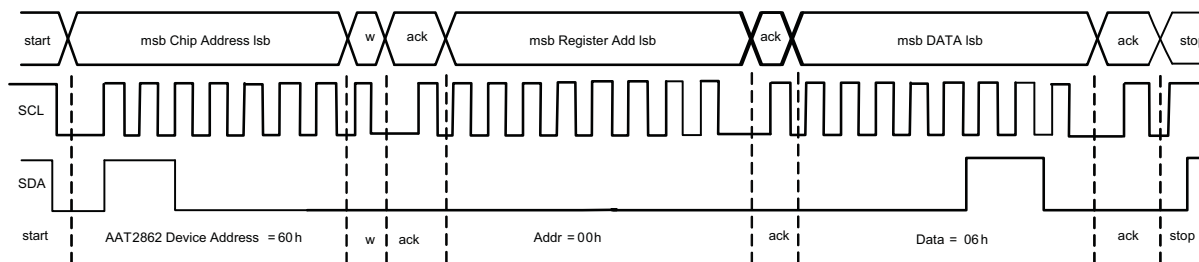 start msb Chip Address lsb w ack msb Register Add lsb ack msb DATA lsb ack stop
SCL
SDA
start AAT2862 Device Address = 60h w ack Addr = 00h ack Data = 06h ack stop